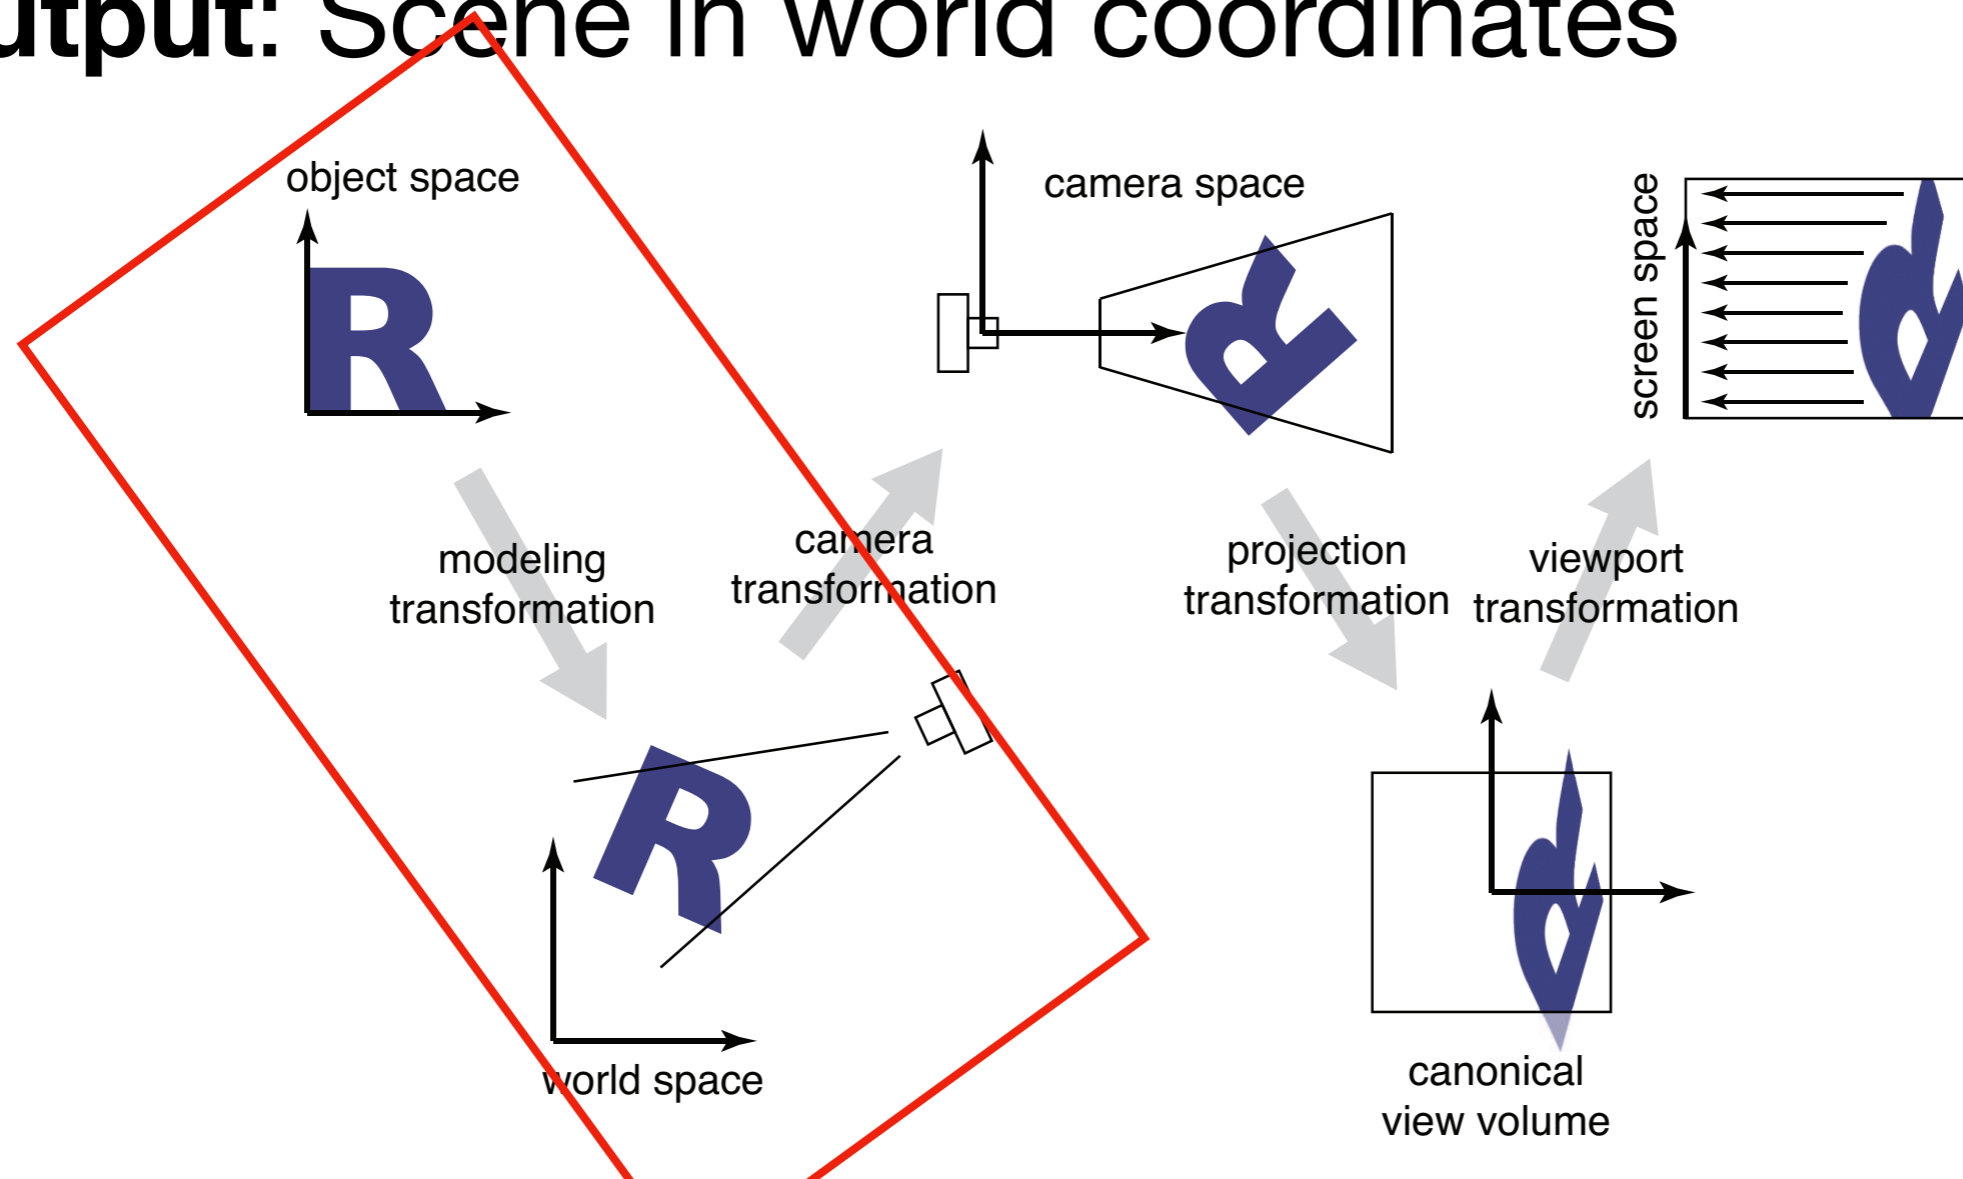 utput: Scene in world coordinates
object space
camera space
screen space
R
R
R
modeling
transformation
camera
transformation
projection
transformation
viewport
transformation
R
world space
canonical
view volume